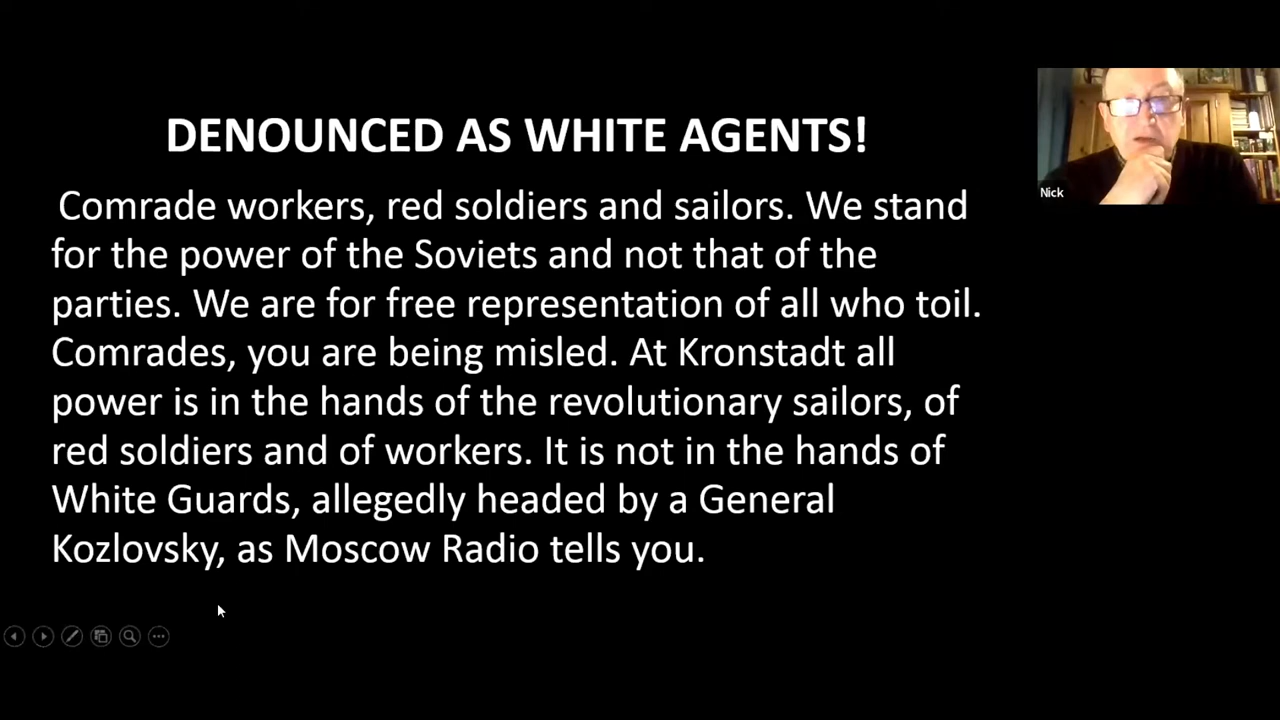 DENOUNCED AS WHITE AGENTS!
Comrade workers, red soldiers and sailors. We stand
for the power of the Soviets and not that of the
parties. We are for free representation of all who toil.
Comrades, you are being misled. At Kronstadt all
power is in the hands of the revolutionary sailors, of
red soldiers and of workers. It is not in the hands of
White Guards, allegedly headed by a General
Kozlovsky, as Moscow Radio tells you.
Nick